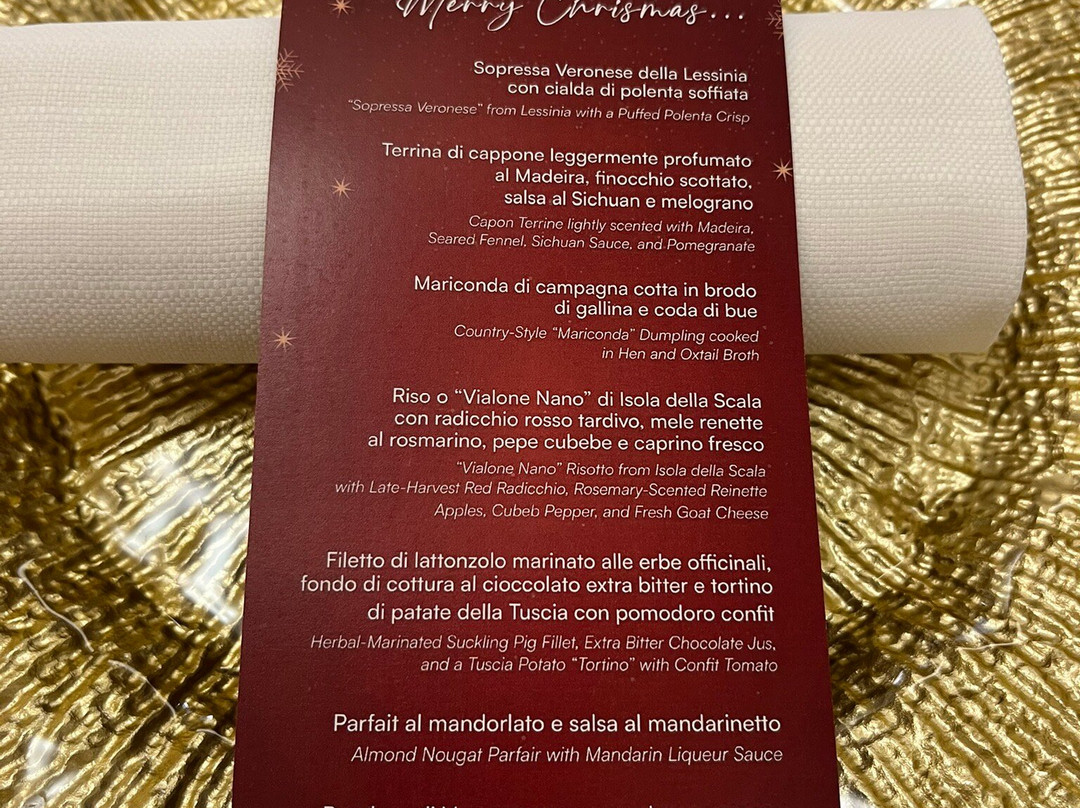 Merry Chrismas...
Sopressa Veronese della Lessinia
con cialda di polenta soffiata
“Sopressa Veronese” from Lessinia with a Puffed Polenta Crisp
Terrina di cappone leggermente profumato
al Madeira, finocchio scottato,
salsa al Sichuan e melograno
Capon Terrine lightly scented with Madeira,
Seared Fennel, Sichuan Sauce, and Pomegranate
Mariconda di campagna cotta in brodo
di gallina e coda di bue
Country-Style “Mariconda” Dumpling cooked
in Hen and Oxtail Broth
Riso o “Vialone Nano” di Isola della Scala
con radicchio rosso tardivo, mele renette
al rosmarino, pepe cubebe e caprino fresco
“Vialone Nano” Risotto from Isola della Scala
with Late-Harvest Red Radicchio, Rosemary-Scented Reinette
Apples, Cubeb Pepper, and Fresh Goat Cheese
Filetto di lattonzolo marinato alle erbe officinali,
fondo di cottura al cioccolato extra bitter e tortino
di patate della Tuscia con pomodoro confit
Herbal-Marinated Suckling Pig Fillet, Extra Bitter Chocolate Jus,
and a Tuscia Potato “Tortino” with Confit Tomato
Parfait al mandorlato e salsa al mandarinetto
Almond Nougat Parfair with Mandarin Liqueur Sauce